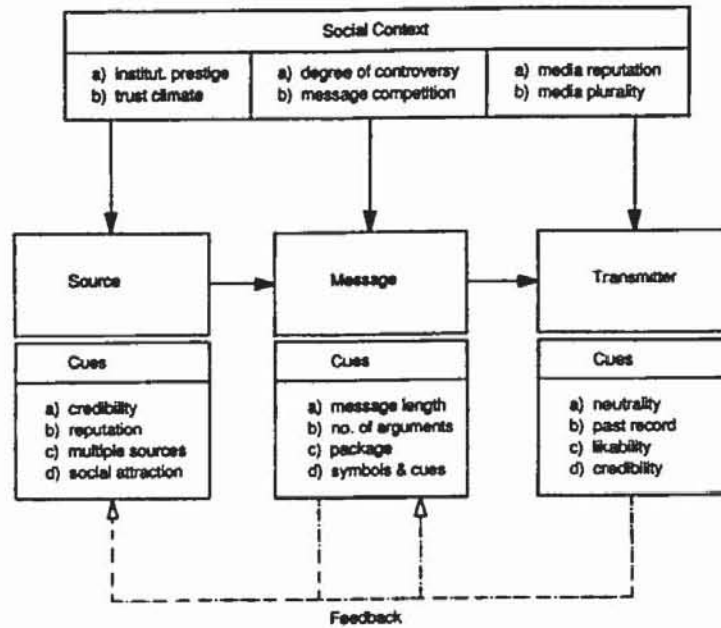 Social Context
a) institut. prestige
b) trust climate
a) degree of controversy
b) message competition
a) media reputation
b) media plurality
Source
Message
Transmitter
Cues
a) credibility
b) reputation
c) multiple sources
d) social attraction
Cues
a) message length
b) no. of arguments
c) package
d) symbols & cues
Cues
a) neutrality
b) past record
c) likability
d) credibility
Feedback